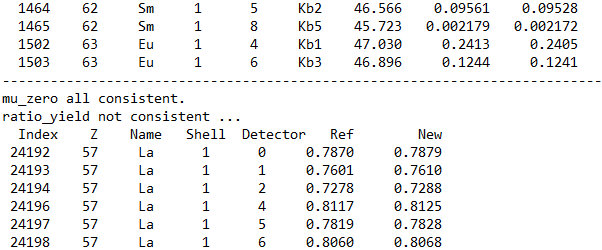 1464 62 Sm 1 5 Kb2 46.566 0.09561 0.09528
1465 62 Sm 1 8 Kb5 45.723 0.002179 0.002172
1502 63 Eu 1 4 Kb1 47.030 0.2413 0.2405
1503 63 Eu 1 6 Kb3 46.896 0.1244 0.1241
---------------------------------------------------------------------------
mu_zero all consistent.
ratio_yield not consistent ...
Index Z Name Shell Detector Ref New
24192 57 La 1 0 0.7870 0.7879
24193 57 La 1 1 0.7601 0.7610
24194 57 La 1 2 0.7278 0.7288
24196 57 La 1 4 0.8117 0.8125
24197 57 La 1 5 0.7819 0.7828
24198 57 La 1 6 0.8060 0.8068